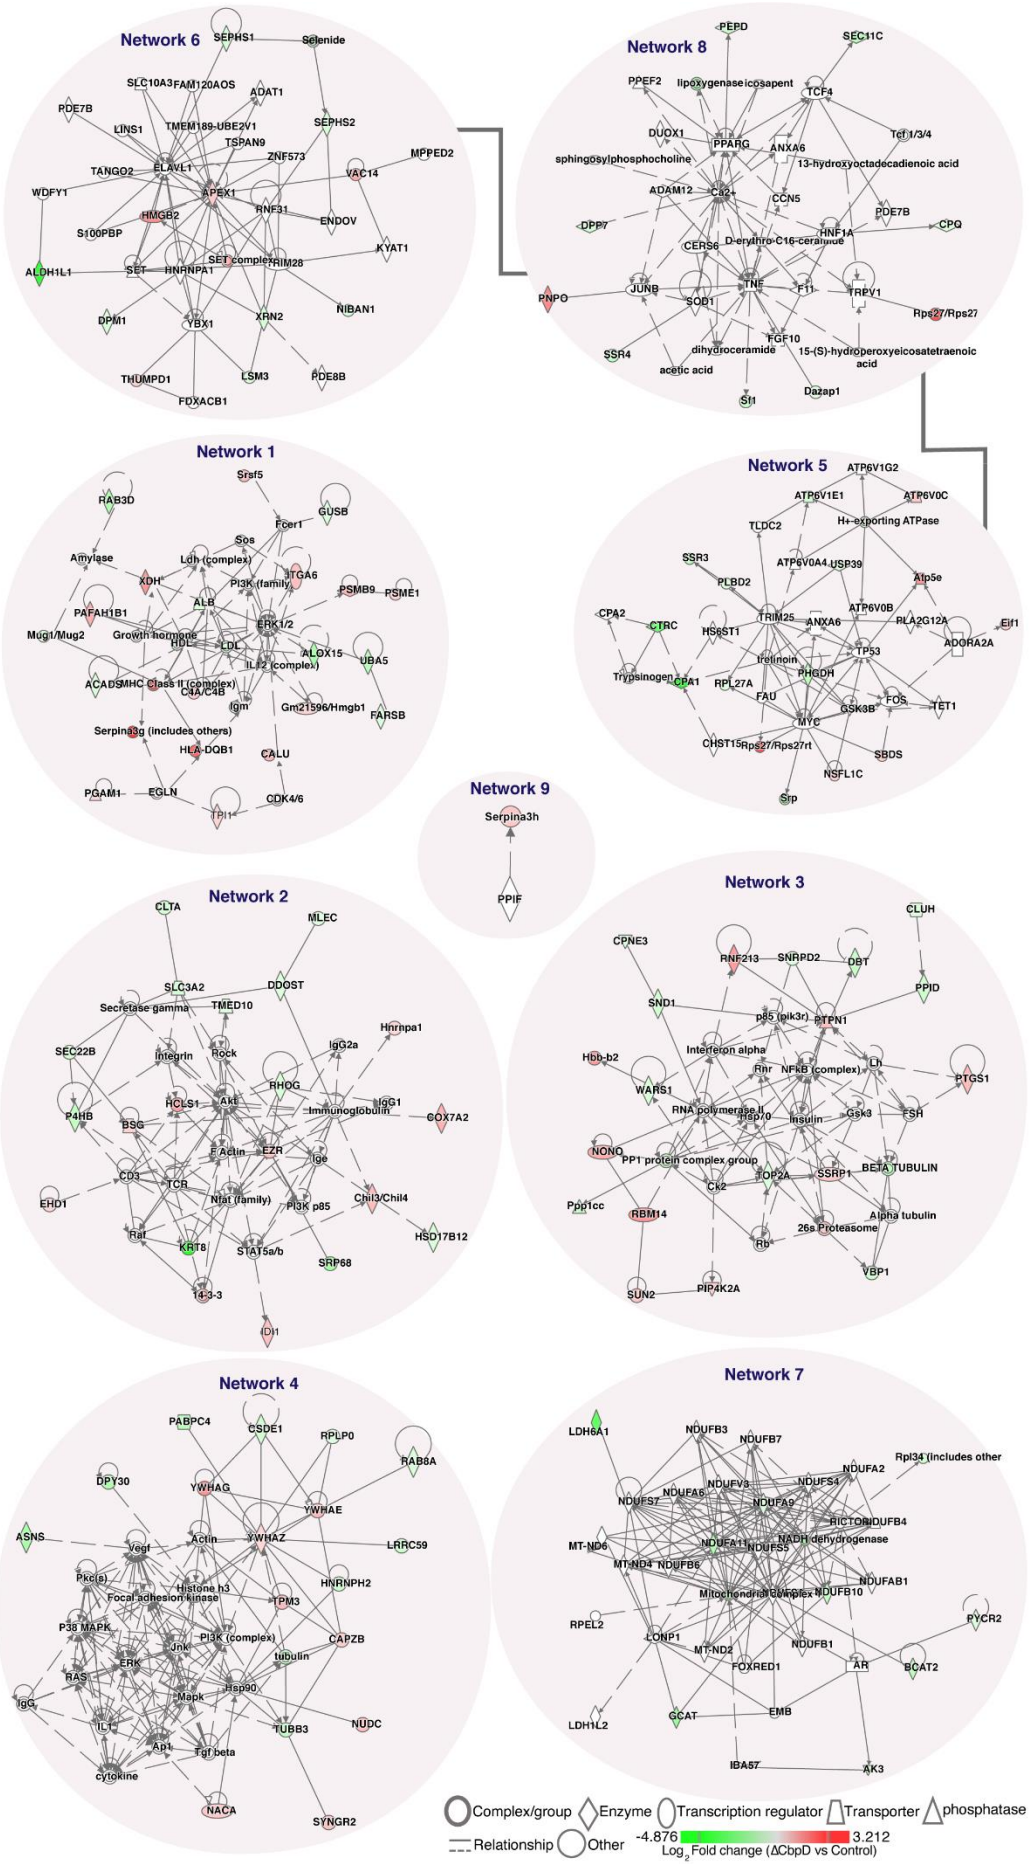 Network 6
SEPHS1
Selenide
SLC10A3
FAM120AOS
ADAT1
PDE7B
LINS1
TMEM189-UBE2V1
SEPHS2
TSPAN9
MPPED2
TANGO2
ELAVL1
ZNF573
VAC14
WDFY1
APEX1
HMGB2
RNF31
ENDOV
S100PBP
KYAT1
ALDH1L1
SET
HNRNPA1
SET complex
TRIM28
DPM1
YBX1
XRN2
NIBAN1
THUMPD1
LSM3
PDE8B
FDXACB1
Network 8
PEPD
SEC11C
PPEF2
lipoxygenase
icosapent
TCF4
DUOX1
PPARG
ANXA6
Tcf 1/3/4
sphingosylphosphocholine
13-hydroxyoctadecadienoic acid
ADAM12
Ca2+
CCN5
PDE7B
DPP7
HNF1A
CPQ
CERS6
D-erythro-C16-ceramide
PNPO
JUNB
SOD1
TNF
F11
TRPV1
Rps27/Rps27
FGF10
SSR4
dihydroceramide
15-(S)-hydroperoxyeicosatetraenoic
acid
acetic acid
Sf1
Dazap1
Network 1
Srsf5
RAB3D
GUSB
Fcer1
Sos
Amylase
Ldh (complex)
XDH*
PI3K (family)
ITGA6
PSMB9
PSME1
PAFAH1B1
ALB
ERK1/2
Mug1/Mug2
Growth hormone
HDL
LDL
ALOX15
UBA5
IL12 (complex)
ACADS
MHC Class II (complex)
C4A/C4B
Igm
Gm21596/Hmgb1
FARSB
Serpina3g (includes others)
HLA-DQB1
CALU
PGAM1
EGLN
CDK4/6
TPI1
Network 5
ATP6V1G2
ATP6V1E1
ATP6V0C
TLDC2
H+-exporting ATPase
SSR3
ATP6V0A4
USP39
PLBD2
Atp5e
CPA2
CTRC
HS6ST1
TRIM25
ANXA6
ATP6V0B
PLA2G12A
Eif1
ADORA2A
tretinoin
TP53
Trypsinogen
CPA1
RPL27A
PHGDH
FAU
GSK3B
FOS
TET1
MYC
CHST15
Rps27/Rps27rt
SBDS
NSFL1C
Srp
Network 9
Serpina3h
PPIF
Network 2
CLTA
MLEC
SLC3A2
DDOST
Secretase gamma
TMED10
Hnrnpa1
SEC22B
Integrin
Rock
IgG2a
RHOG
P4HB
HCLS1
Akt
Immunoglobulin
IgG1
COX7A2
BSG
F Actin
EZR
Ige
CD3
TCR
EHD1
Nfat (family)
PI3K p85
Chil3/Chil4
Raf
KRT8
STAT5a/b
HSD17B12
SRP68
14-3-3
IDI1
Network 3
CLUH
CPNE3
RNF213
SNRPD2
DBT
PPID
SND1
p85 (pik3r)
PTPN1
Interferon alpha
Hbb-b2
Rnr
NFkB (complex)
Lh
PTGS1
WARS1
RNA polymerase II
Hsp70
Insulin
Gsk3
FSH
NONO
PP1 protein complex group
TOP2A
SSRP1
BETA TUBULIN
Ck2
Ppp1cc
RBM14
Alpha tubulin
26s Proteasome
Rb
VBP1
SUN2
PIP4K2A
Network 4
PABPC4
CSDE1
RPLP0
RAB8A
DPY30
YWHAG
YWHAE
ASNS
Vegf
Actin
YWHAZ
LRRC59
Pkc(s)
Histone h3
HNRNPH2
Focal adhesion kinase
TPM3
P38 MAPK
Jnk
PI3K (complex)
CAPZB
ERK
tubulin
RAS
Mapk
Hsp90
IgG
IL1
TUBB3
NUDC
Ap1
Tgf beta
cytokine
NACA
SYNGR2
Network 7
LDH6A1
NDUFB3
NDUFB7
Rpl34 (includes other
NDUFA2
NDUFV3
NDUFS4
NDUFA6
NDUFS7
NDUFA9
RICTOR
IDUFB4
MT-ND6
NDUFA11
NADH dehydrogenase
NDUFS5
MT-ND4
NDUFB6
NDUFAB1
Mitochondrial complex 1
NDUFB10
RPEL2
PYCR2
LONP1
MT-ND2
NDUFB1
FOXRED1
AR
BCAT2
LDH1L2
GCAT
EMB
IBA57
AK3
Complex/group
Enzyme
Transcription regulator
Transporter
phosphatase
Relationship
Other
-4.876
3.212
Log2 Fold change (ΔCbpD vs Control)